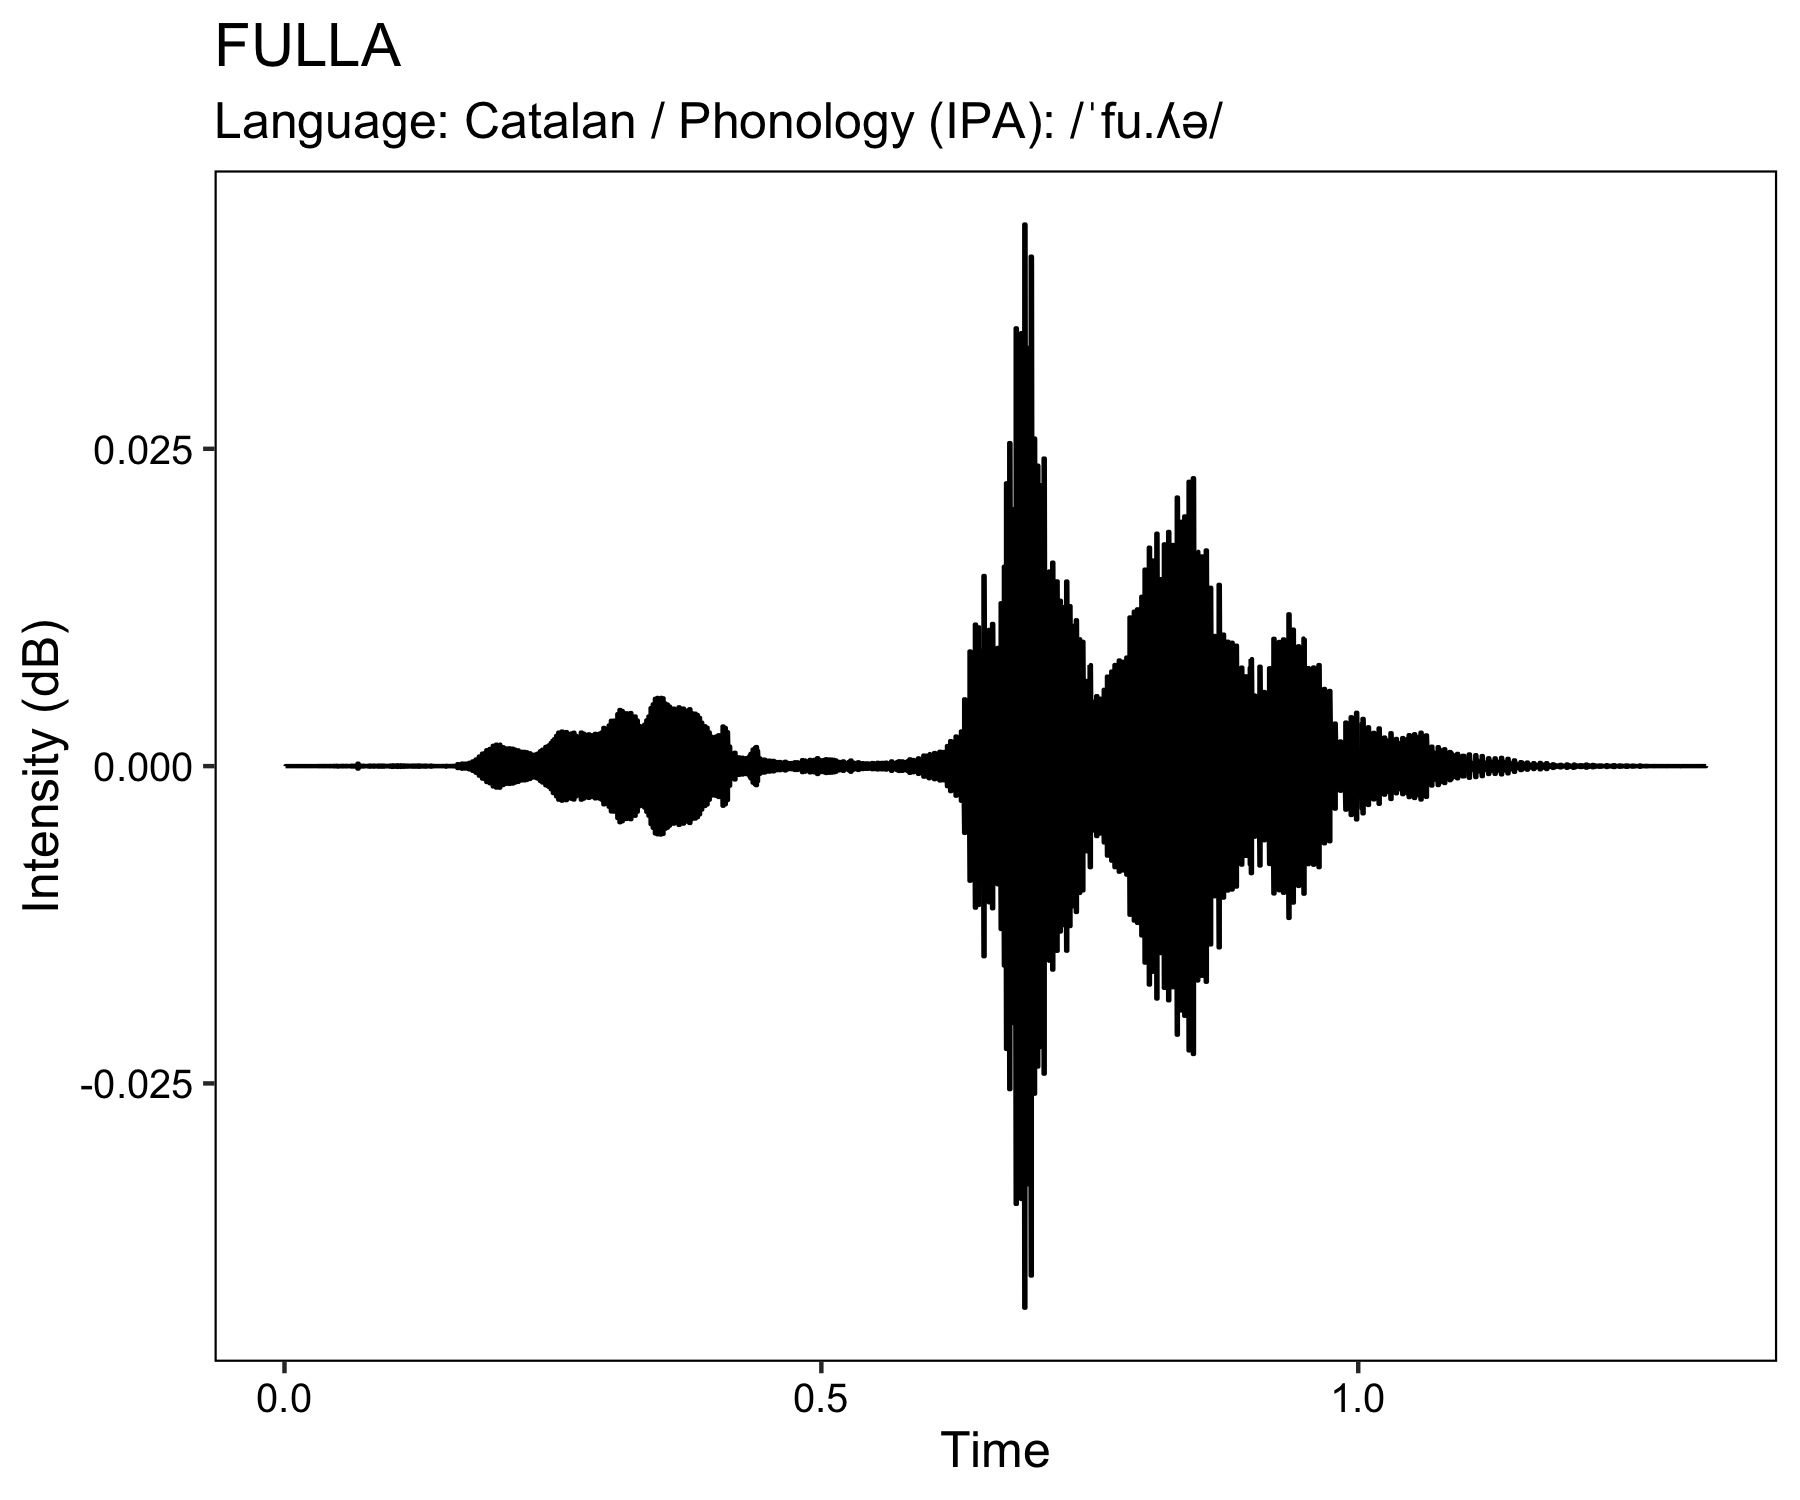 FULLA
Language: Catalan / Phonology (IPA): /ˈfu.ʎə/
Intensity (dB)
0.025
0.000
-0.025
0.0 0.5 1.0
Time